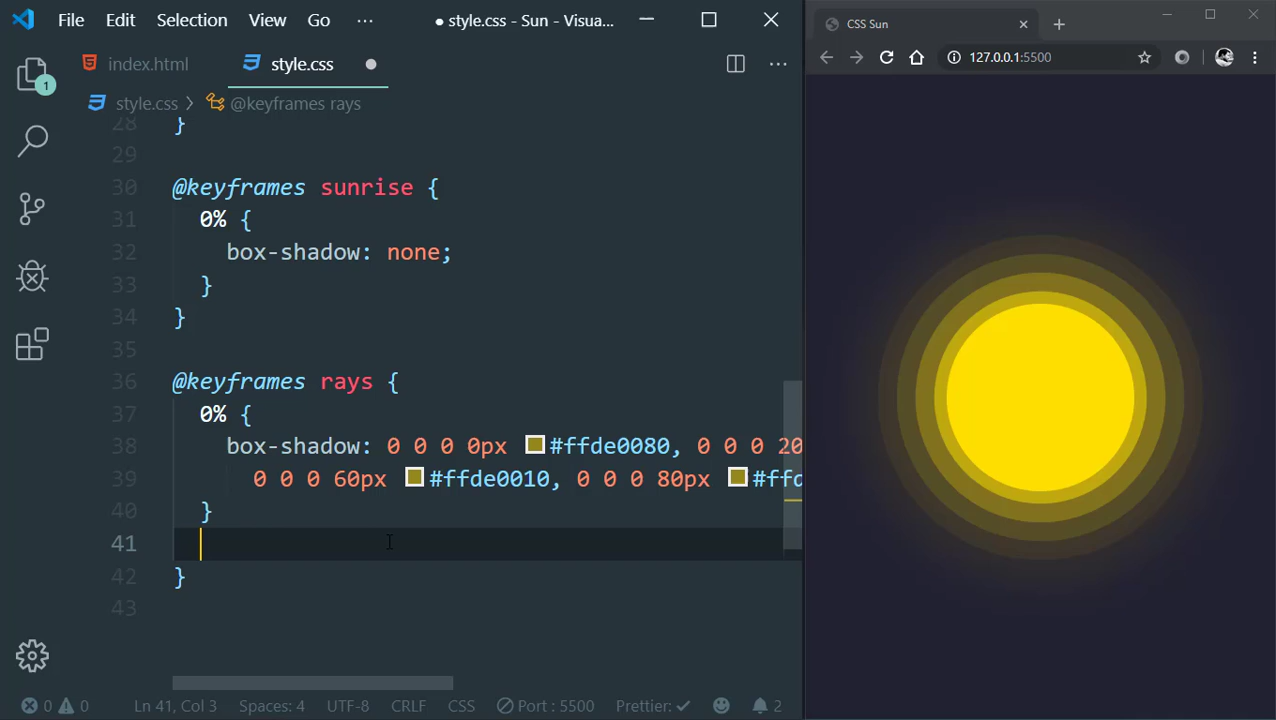 File Edit Selection View Go ··· ● style.css - Sun - Visua...
index.html style.css
style.css > @keyframes rays
28 }
29
30 @keyframes sunrise {
31 0% {
32 box-shadow: none;
33 }
34 }
35
36 @keyframes rays {
37 0% {
38 box-shadow: 0 0 0 0px #ffde0080, 0 0 0 20
39 0 0 0 60px #ffde0010, 0 0 0 80px #ffd
40 }
41
42 }
43
1
0 0 Ln 41, Col 3 Spaces: 4 UTF-8 CRLF CSS Port : 5500 Prettier: ✓ 2
CSS Sun
127.0.0.1:5500